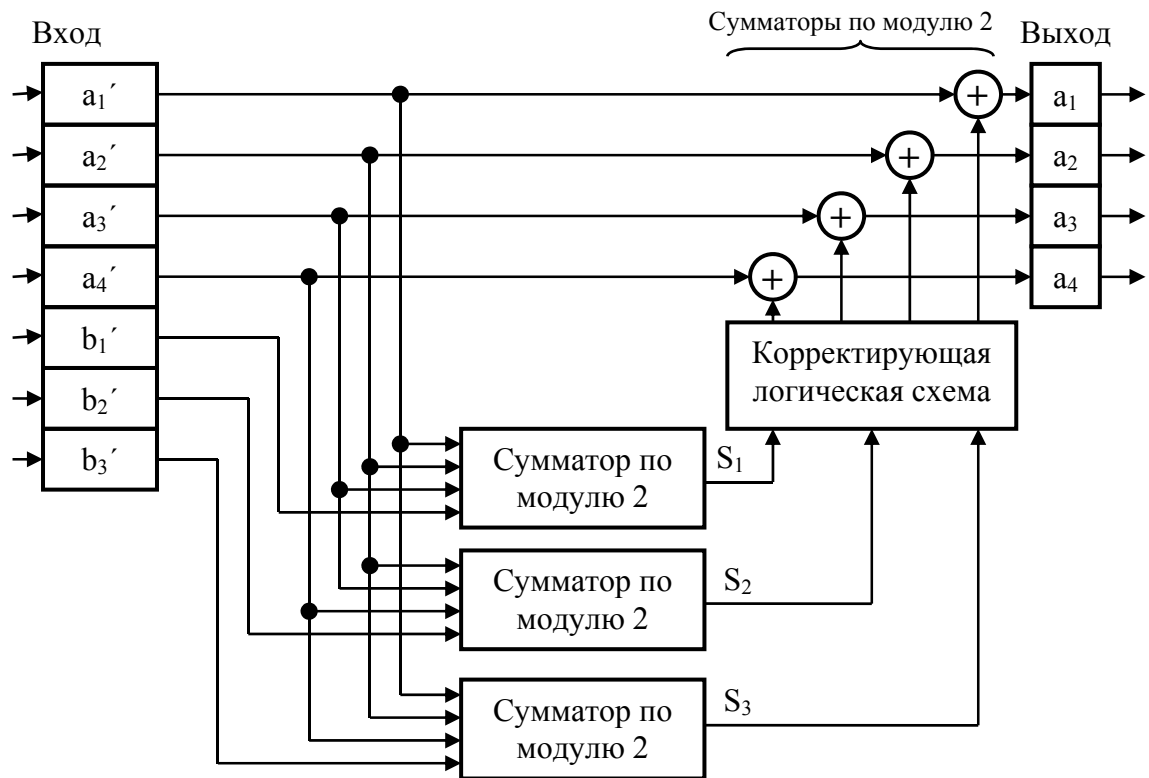 Вход
Сумматоры по модулю 2
Выход
a₁´
a₂´
a₃´
a₄´
b₁´
b₂´
b₃´
+
+
+
+
a₁
a₂
a₃
a₄
Корректирующая
логическая схема
Сумматор по
модулю 2
S₁
Сумматор по
модулю 2
S₂
Сумматор по
модулю 2
S₃